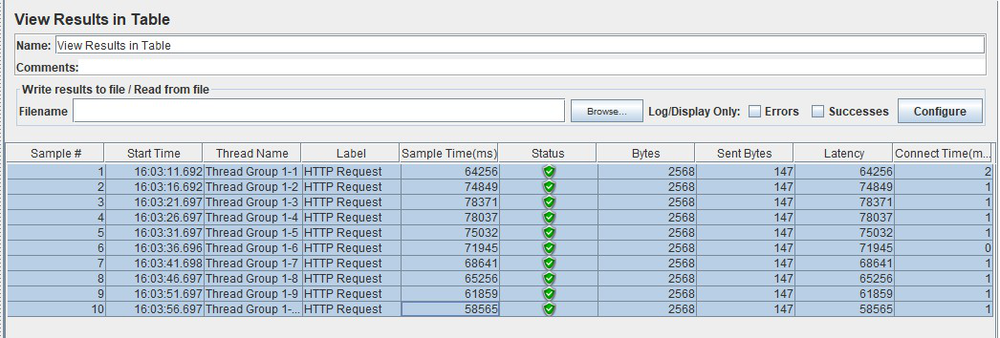 View Results in Table
Name: View Results in Table
Comments:
Write results to file / Read from file
Filename Browse... Log/Display Only: Errors Successes Configure
Sample # Start Time Thread Name Label Sample Time(ms) Status Bytes Sent Bytes Latency Connect Time(m...
1 16:03:11.692 Thread Group 1-1 HTTP Request 64256 2568 147 64256 2
2 16:03:16.692 Thread Group 1-2 HTTP Request 74849 2568 147 74849 1
3 16:03:21.697 Thread Group 1-3 HTTP Request 78371 2568 147 78371 1
4 16:03:26.697 Thread Group 1-4 HTTP Request 78037 2568 147 78037 1
5 16:03:31.697 Thread Group 1-5 HTTP Request 75032 2568 147 75032 1
6 16:03:36.696 Thread Group 1-6 HTTP Request 71945 2568 147 71945 0
7 16:03:41.698 Thread Group 1-7 HTTP Request 68641 2568 147 68641 1
8 16:03:46.697 Thread Group 1-8 HTTP Request 65256 2568 147 65256 1
9 16:03:51.697 Thread Group 1-9 HTTP Request 61859 2568 147 61859 1
10 16:03:56.697 Thread Group 1-... HTTP Request 58565 2568 147 58565 1